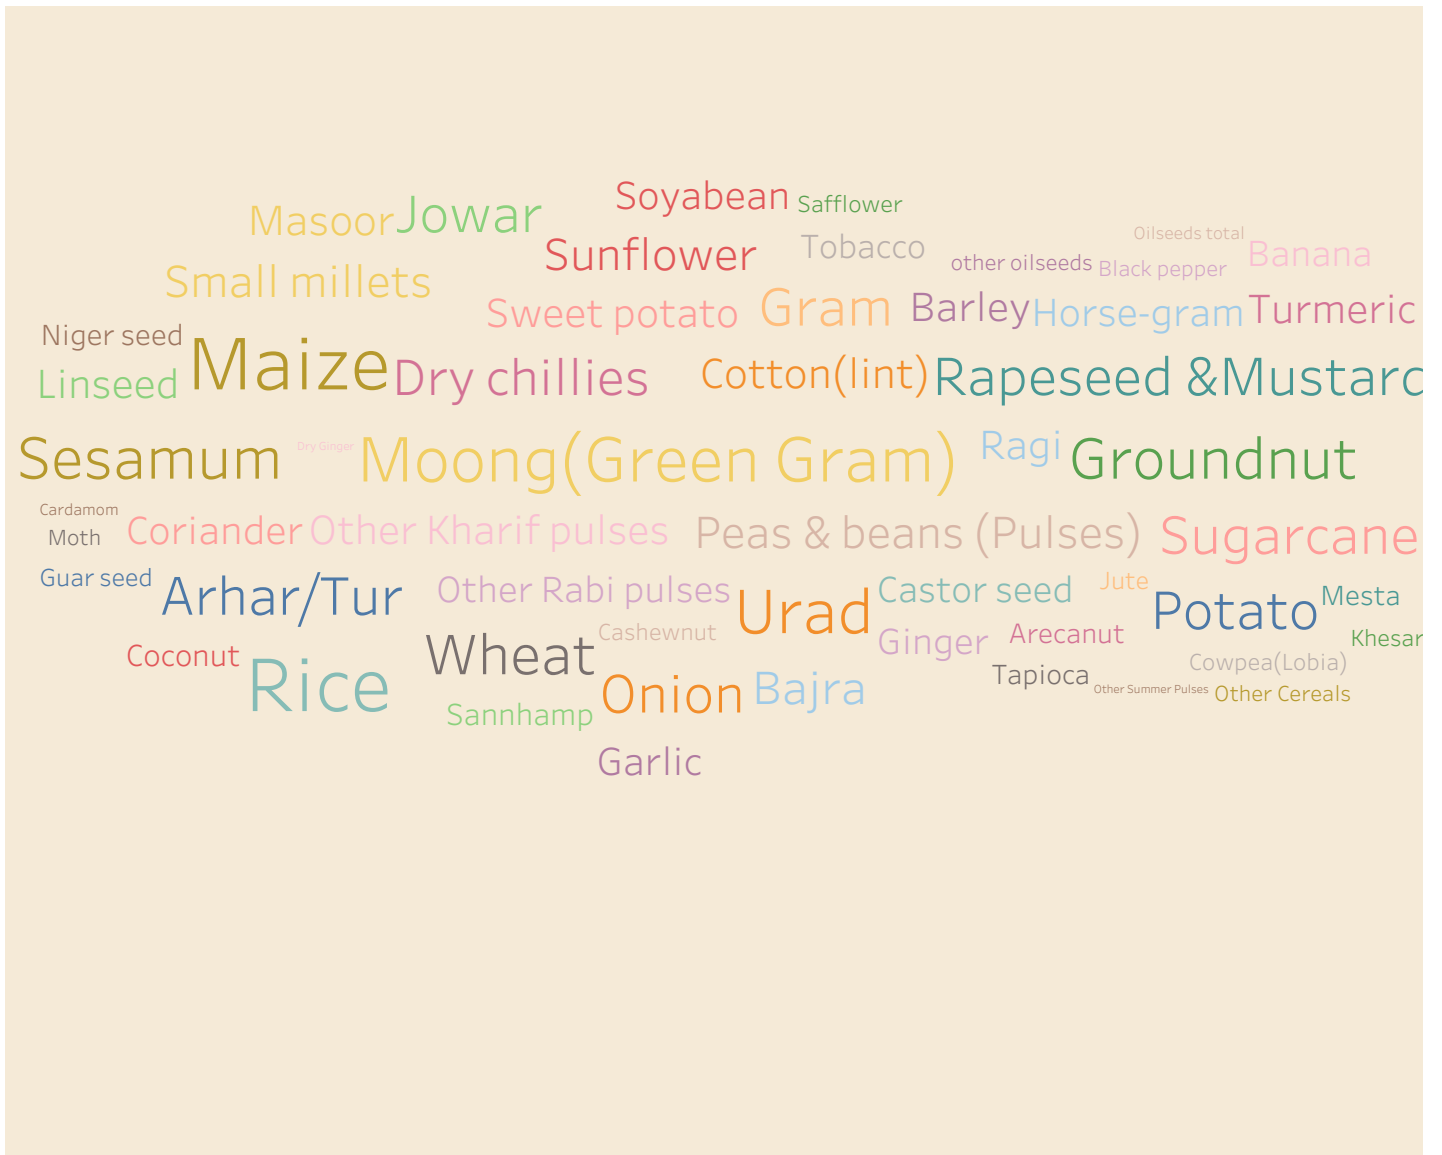 Soyabean
Safflower
Masoor
Jowar
Sunflower
Tobacco
Oilseeds total
other oilseeds
Black pepper
Banana
Small millets
Sweet potato
Gram
Barley
Horse-gram
Turmeric
Niger seed
Maize
Linseed
Dry chillies
Cotton(lint)
Rapeseed &Mustarc
Sesamum
Dry Ginger
Moong(Green Gram)
Ragi
Groundnut
Cardamom
Moth
Coriander
Other Kharif pulses
Peas & beans (Pulses)
Sugarcane
Guar seed
Arhar/Tur
Other Rabi pulses
Urad
Castor seed
Jute
Potato
Mesta
Cashewnut
Ginger
Arecanut
Khesar
Coconut
Rice
Wheat
Onion
Bajra
Tapioca
Cowpea(Lobia)
Other Summer Pulses
Other Cereals
Sannhamp
Garlic